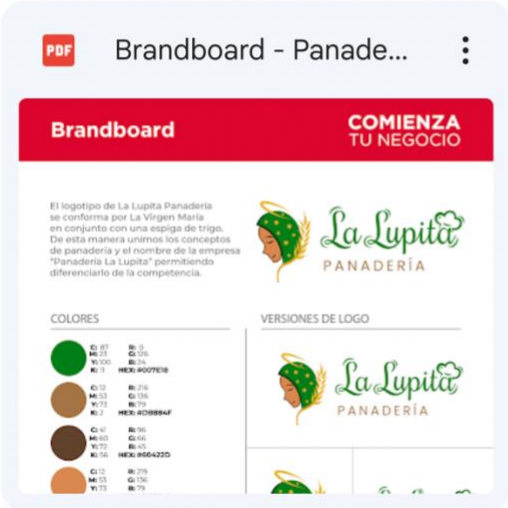 PDF
Brandboard - Panade...
Brandboard
COMIENZA
TU NEGOCIO
El logotipo de La Lupita Panadería
se conforma por La Virgen María
en conjunto con una espiga de trigo.
De esta manera unimos los conceptos
de panadería y el nombre de la empresa
"Panadería La Lupita" permitiendo
diferenciarlo de la competencia.
La Lupita
PANADERÍA
COLORES
C: 87 R: 0
M: 23 G: 126
Y: 100 B: 24
K: 11 HEX: #007E18
C: 12 R: 216
M: 53 G: 136
Y: 73 B: 79
K: 2 HEX: #D8884F
C: 41 R: 96
M: 60 G: 66
Y: 72 B: 45
K: 56 HEX: #60422D
C: 12 R: 219
M: 53 G: 136
Y: 73 B: 79
VERSIONES DE LOGO
La Lupita
PANADERÍA